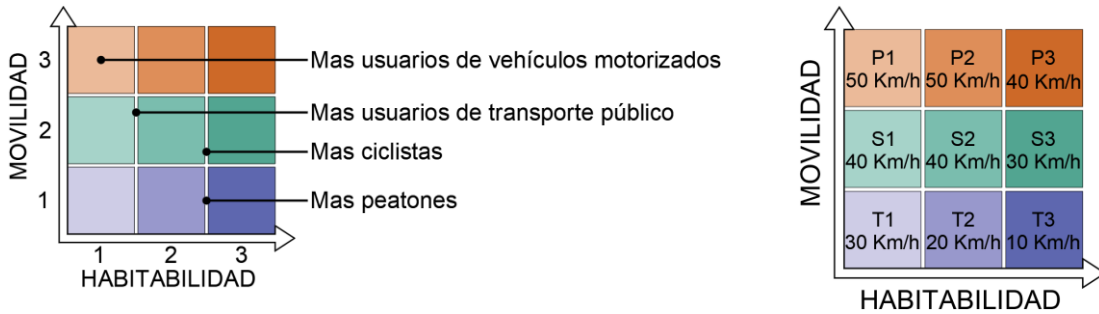 MOVILIDAD
3
2
1
1
2
3
HABITABILIDAD
Mas usuarios de vehículos motorizados
Mas usuarios de transporte público
Mas ciclistas
Mas peatones
MOVILIDAD
P1
50 Km/h
P2
50 Km/h
P3
40 Km/h
S1
40 Km/h
S2
40 Km/h
S3
30 Km/h
T1
30 Km/h
T2
20 Km/h
T3
10 Km/h
HABITABILIDAD